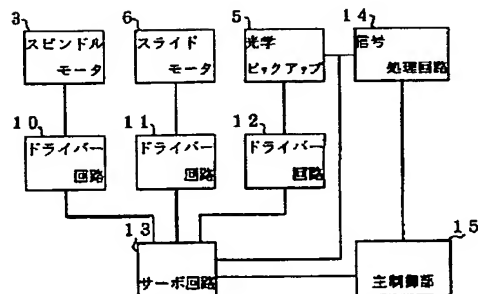 3
スピンドル
モータ
6
スライド
モータ
5
光学
ピックアップ
14
信号
処理回路
10
ドライバー
回路
11
ドライバー
回路
12
ドライバー
回路
13
サーボ回路
15
主制御部